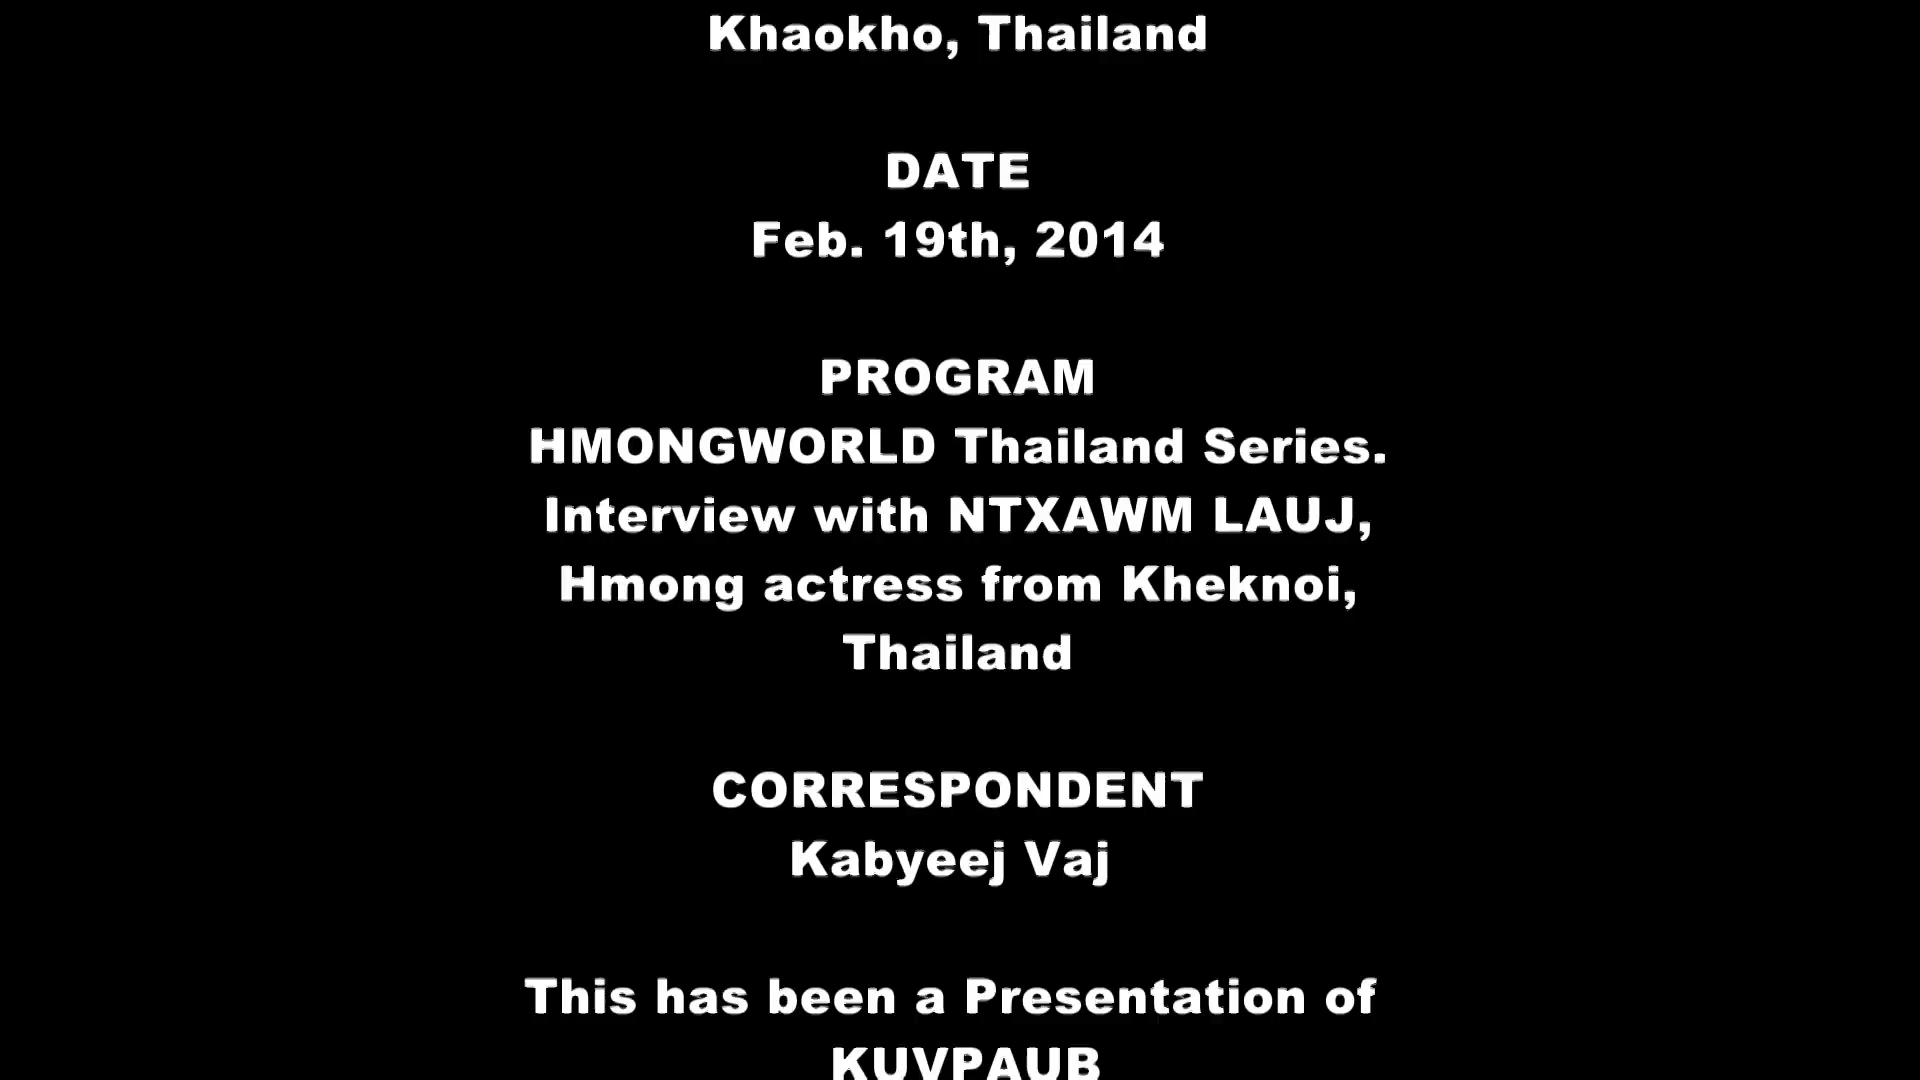 Khaokho, Thailand
DATE
Feb. 19th, 2014
PROGRAM
HMONGWORLD Thailand Series.
Interview with NTXAWM LAUJ,
Hmong actress from Kheknoi,
Thailand
CORRESPONDENT
Kabyeej Vaj
This has been a Presentation of
KUVPAUB